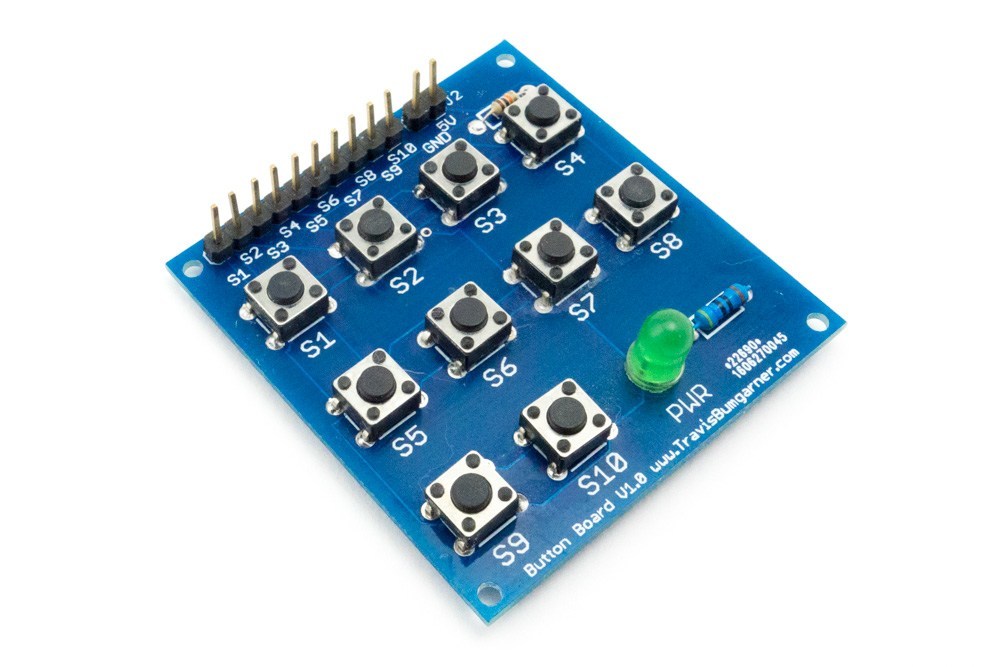 J2
5V
GND
S10
S9
S8
S7
S6
S5
S4
S3
S2
S1
S1
S2
S3
S4
S5
S6
S7
S8
S9
S10
PWR
*22690*
1606270045
Button Board V1.0 www.TravisBumgarner.com